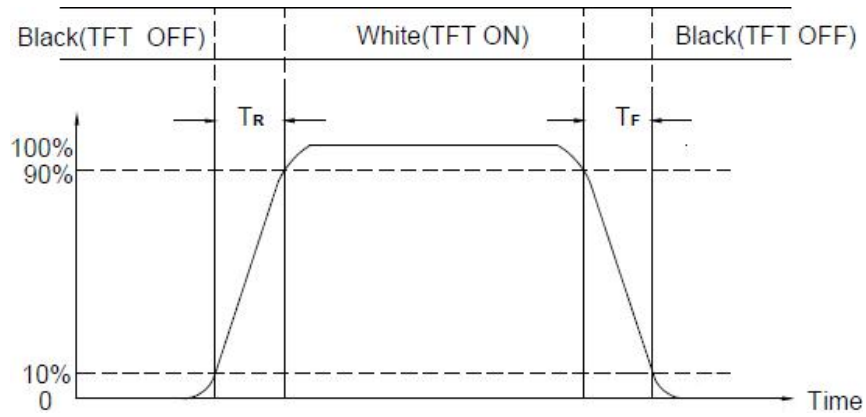 Black(TFT OFF) White(TFT ON) Black(TFT OFF)
TR TF
100%
90%
10%
0 Time